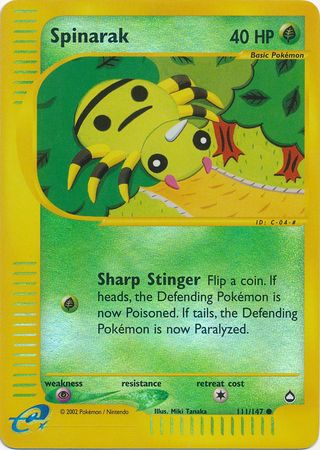 Spinarak 40 HP
Basic Pokémon
ID: C-04-#
Sharp Stinger Flip a coin. If
heads, the Defending Pokémon is
now Poisoned. If tails, the Defending
Pokémon is now Paralyzed.
weakness resistance retreat cost
©2002 Pokémon / Nintendo Illus. Miki Tanaka 111/147 ●
e